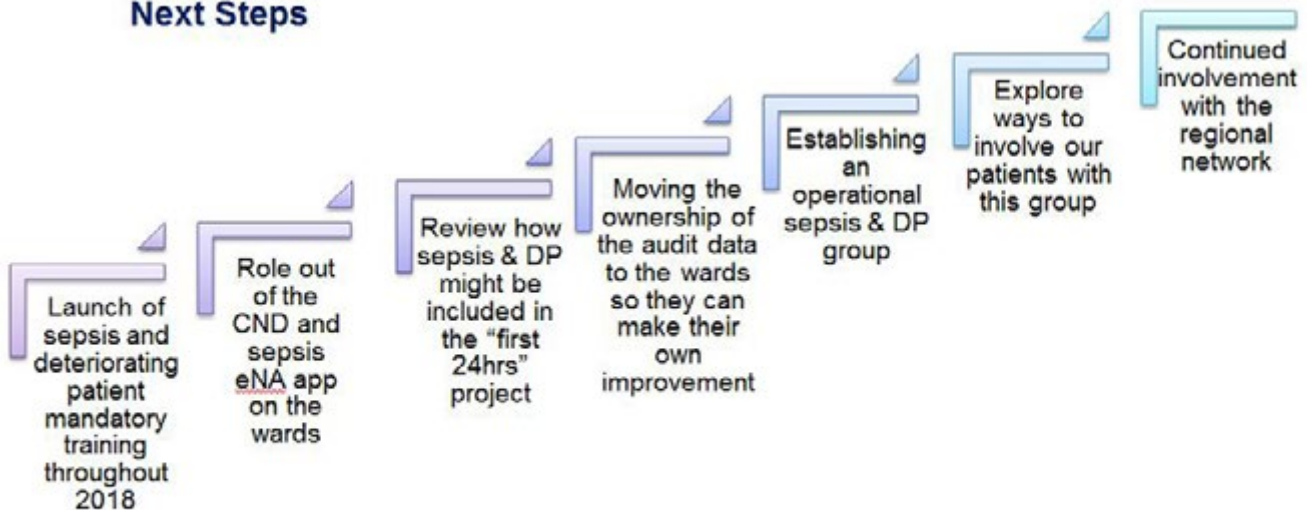 Next Steps
Launch of
sepsis and
deteriorating
patient
mandatory
training
throughout
2018
Role out
of the
CND and
sepsis
eNA app
on the
wards
Review how
sepsis & DP
might be
included in
the “first
24hrs”
project
Moving the
ownership of
the audit data
to the wards
so they can
make their
own
improvement
Establishing
an
operational
sepsis & DP
group
Explore
ways to
involve our
patients with
this group
Continued
involvement
with the
regional
network